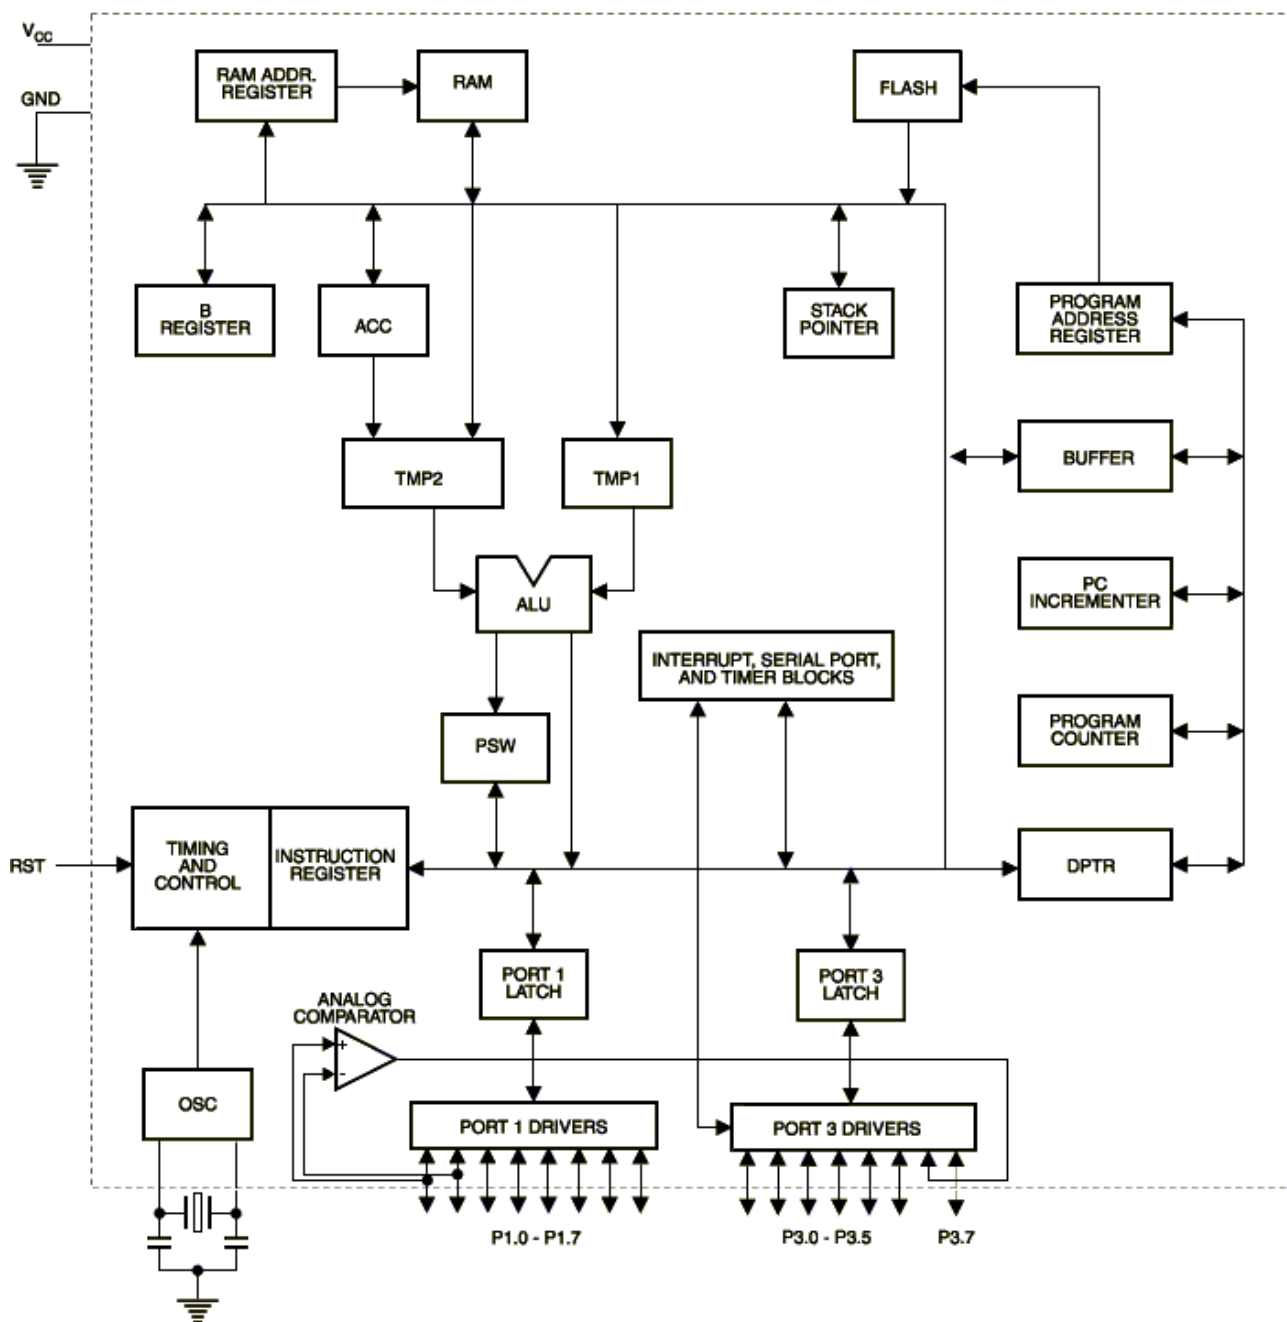 VCC
GND
RAM ADDR.
REGISTER
RAM
FLASH
B
REGISTER
ACC
STACK
POINTER
PROGRAM
ADDRESS
REGISTER
TMP2
TMP1
BUFFER
ALU
PC
INCREMENTER
INTERRUPT, SERIAL PORT,
AND TIMER BLOCKS
PSW
PROGRAM
COUNTER
RST
TIMING
AND
CONTROL
INSTRUCTION
REGISTER
DPTR
PORT 1
LATCH
PORT 3
LATCH
ANALOG
COMPARATOR
+
-
OSC
PORT 1 DRIVERS
PORT 3 DRIVERS
P1.0 - P1.7
P3.0 - P3.5
P3.7